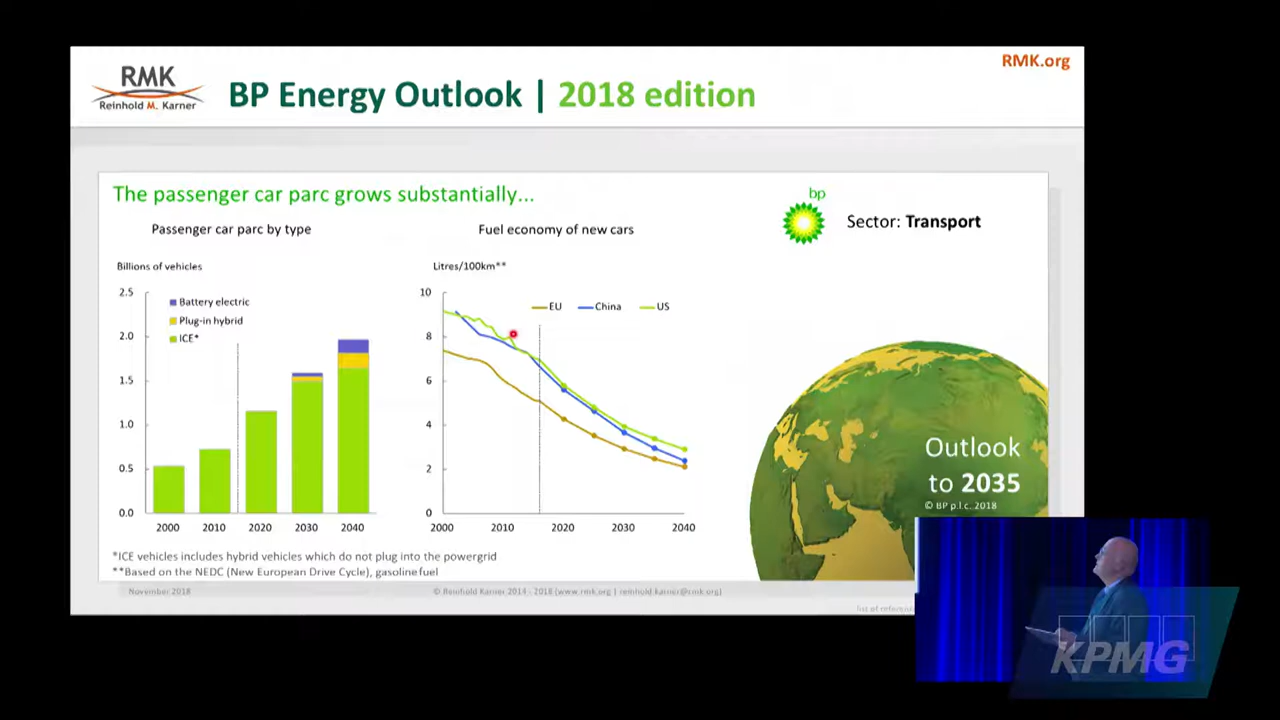 RMK.org
RMK
Reinhold M. Karner
BP Energy Outlook | 2018 edition
The passenger car parc grows substantially...
bp
Sector: Transport
Passenger car parc by type
Fuel economy of new cars
Billions of vehicles
Litres/100km**
2.5
2.0
1.5
1.0
0.5
0.0
Battery electric
Plug-in hybrid
ICE*
2000 2010 2020 2030 2040
10
8
6
4
2
0
EU China US
2000 2010 2020 2030 2040
Outlook
to 2035
© BP p.l.c. 2018
*ICE vehicles includes hybrid vehicles which do not plug into the powergrid
**Based on the NEDC (New European Drive Cycle), gasoline fuel
November 2018
© Reinhold Karner 2014 - 2018 (www.rmk.org | reinhold.karner@rmk.org)
list of
KPMG